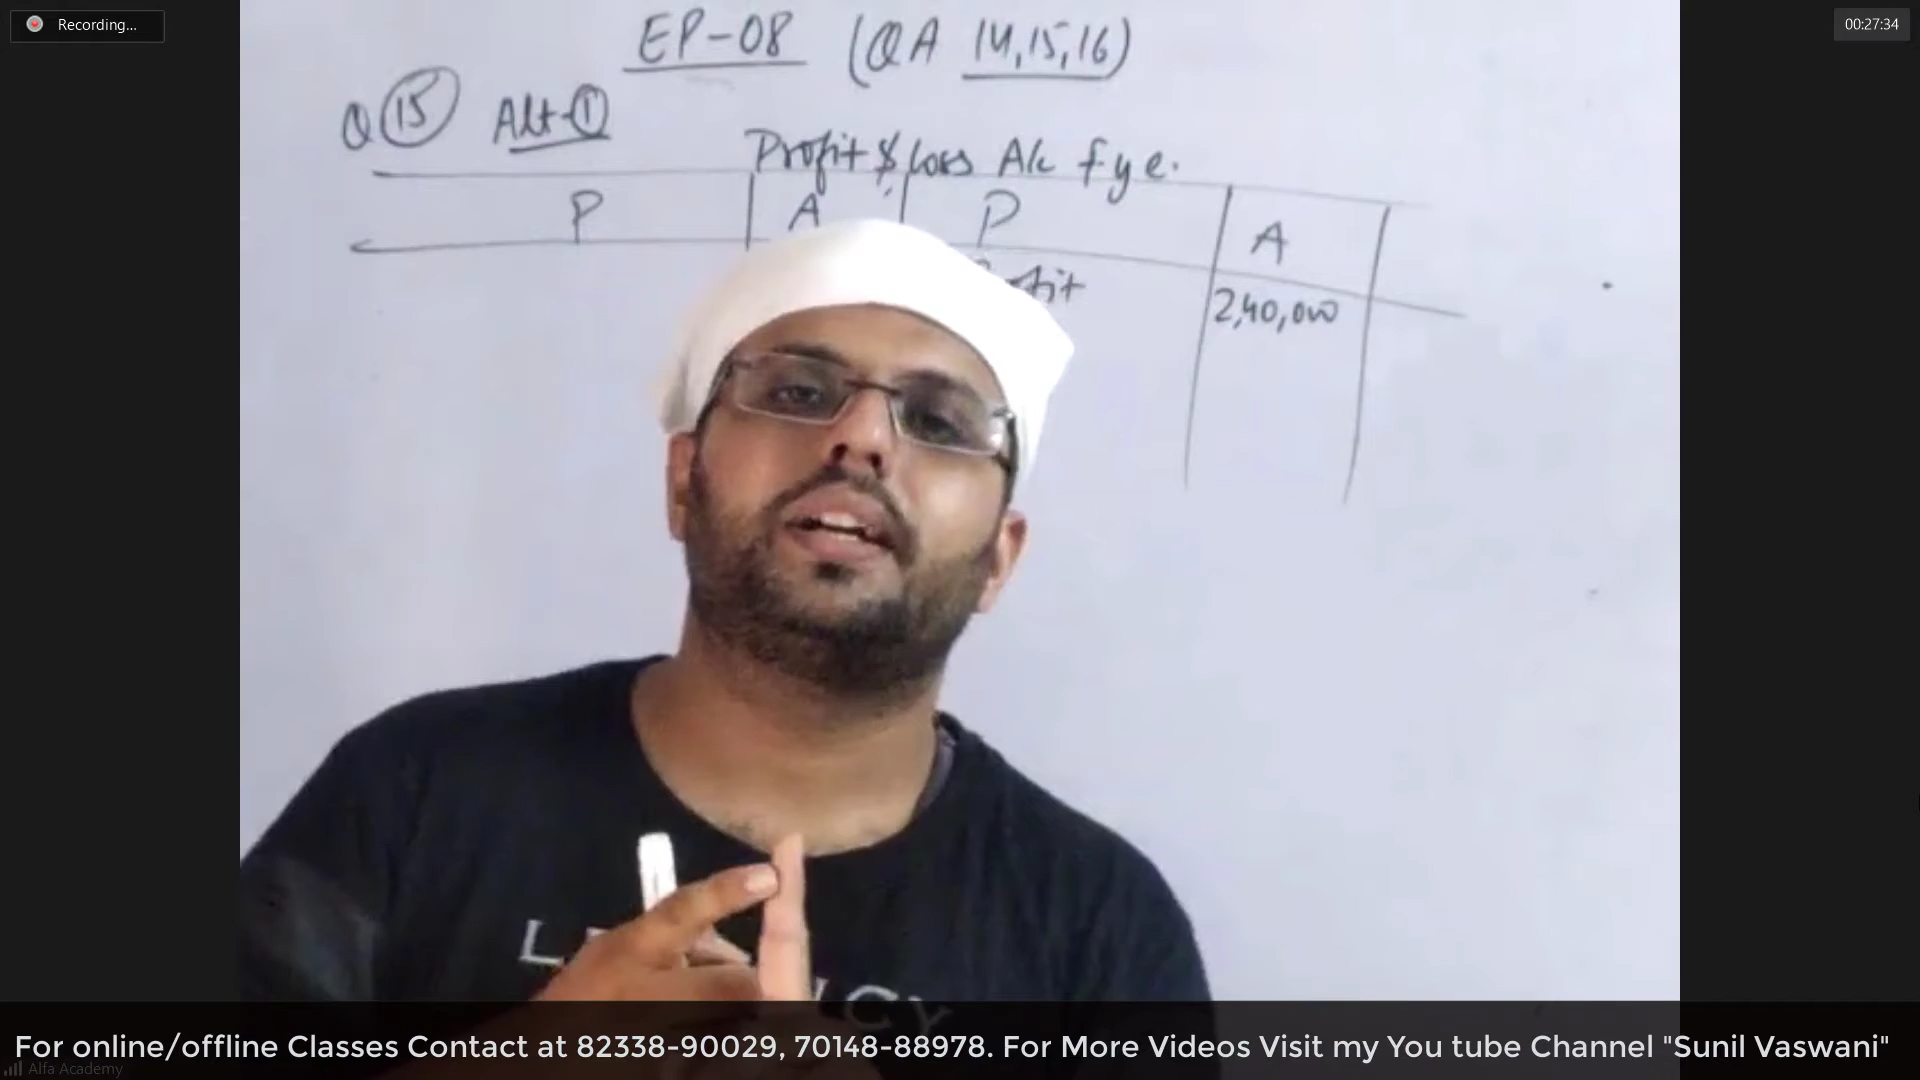 Recording...
00:27:34
EP-08 (QA 14,15,16)
Q 15 Alt-1
Profit & loss A/c f y e.
P A P A
2,40,000
For online/offline Classes Contact at 82338-90029, 70148-88978. For More Videos Visit my You tube Channel "Sunil Vaswani"
Alfa Academy